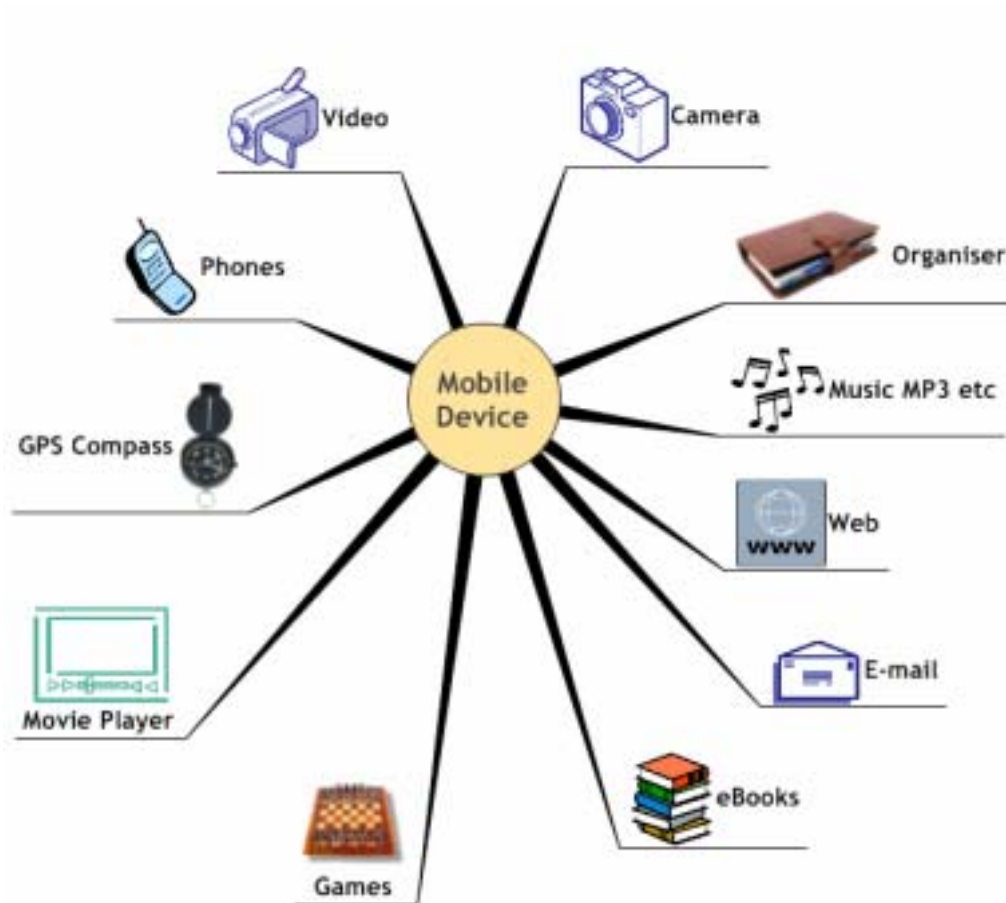 Video
Camera
Phones
Organiser
Mobile
Device
Music MP3 etc
GPS Compass
Web
www
E-mail
Movie Player
eBooks
Games